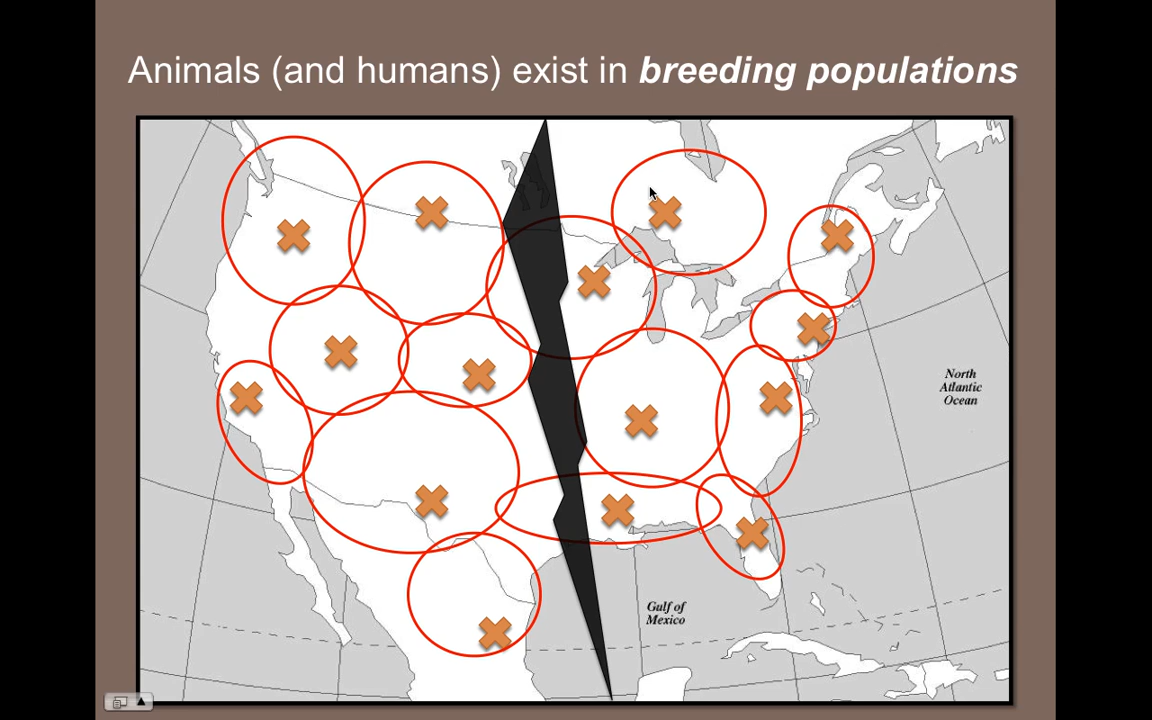 Animals (and humans) exist in breeding populations
North
Atlantic
Ocean
Gulf of
Mexico